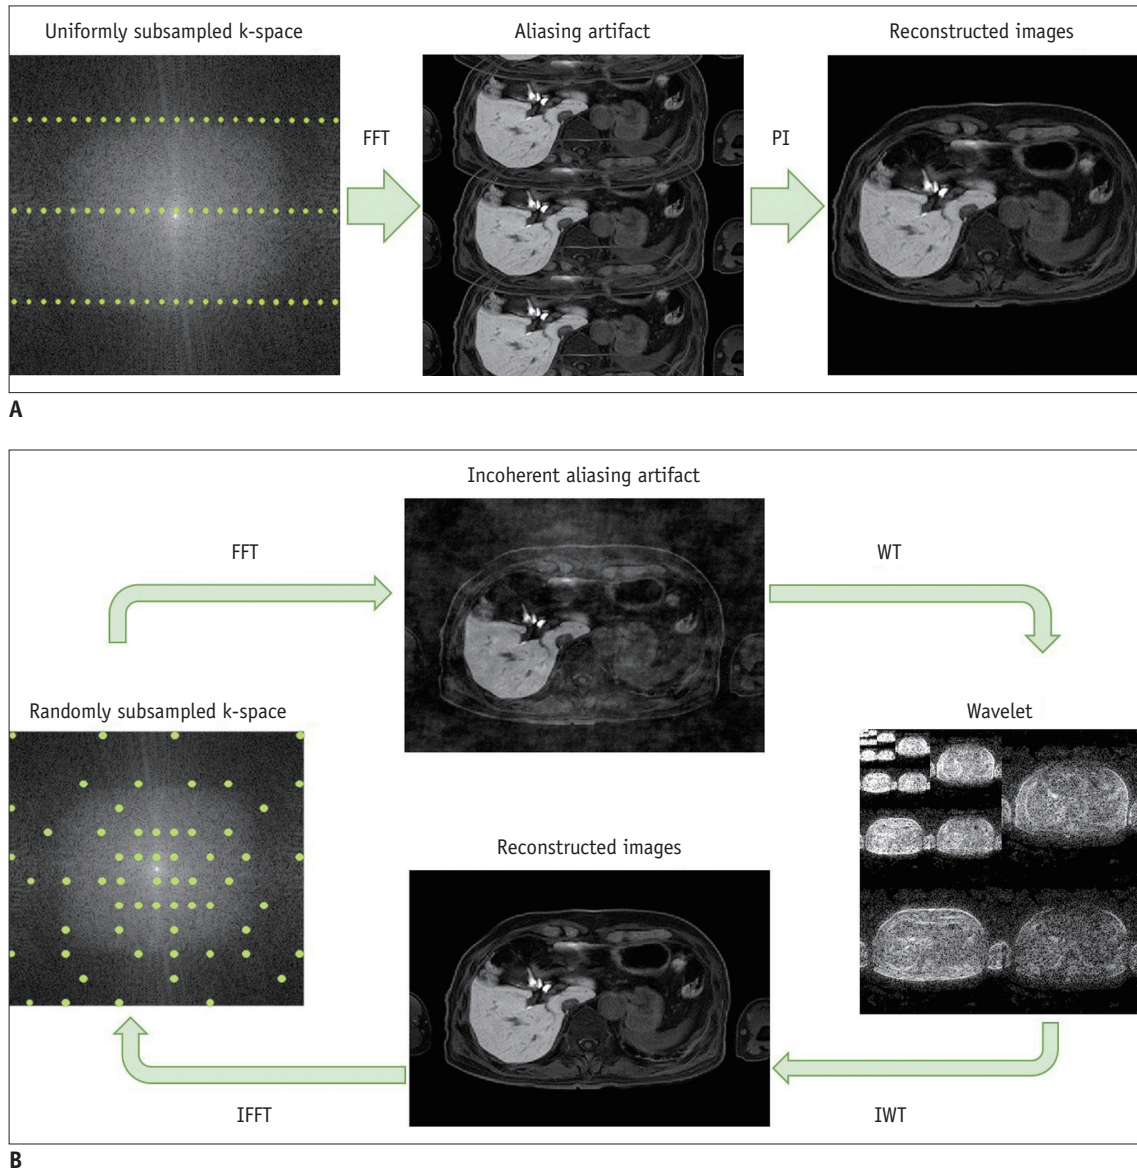 Uniformly subsampled k-space
Aliasing artifact
Reconstructed images
FFT
PI
A
Incoherent aliasing artifact
FFT
WT
Randomly subsampled k-space
Wavelet
Reconstructed images
IFFT
IWT
B